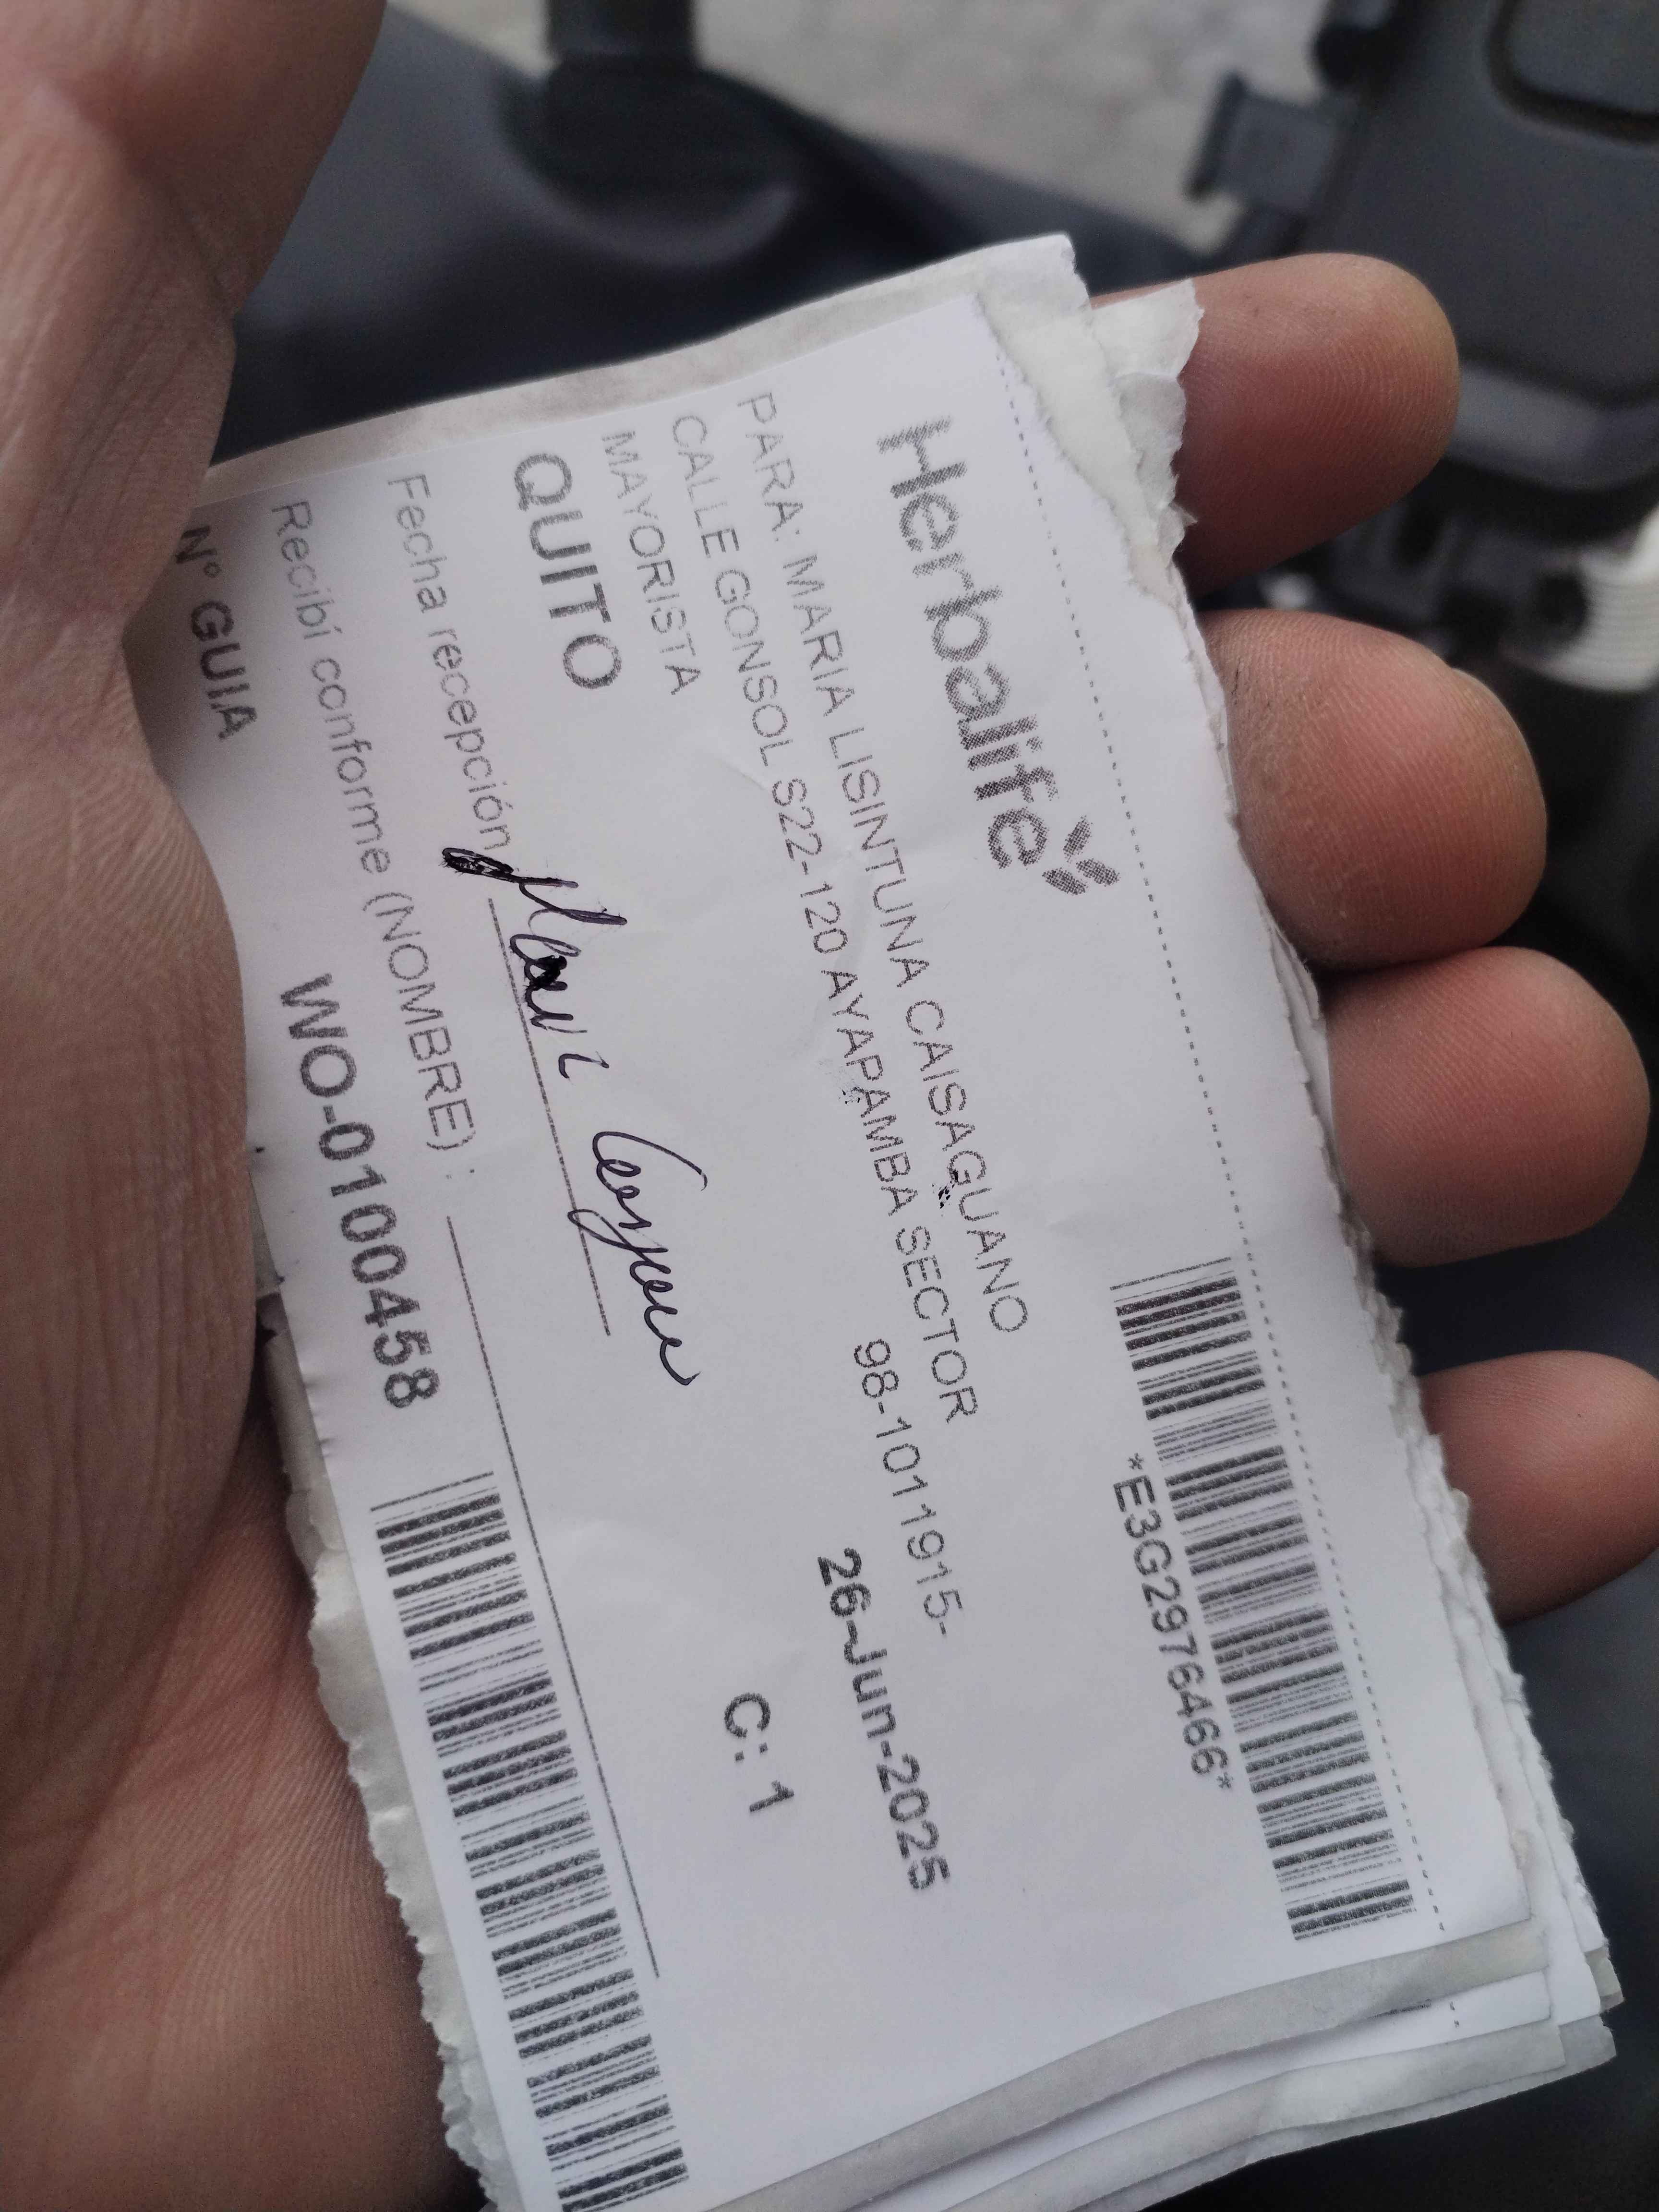 Herbalife
*E3G2976466*
PARA: MARIA LISINTUNA CAISAGUANO
CALLE GONSOL S22-120 AYAPAMBA SECTOR
98-1011915-
MAYORISTA
26-Jun-2025
QUITO
C: 1
Fecha recepción
Recibí conforme (NOMBRE) :
N° GUIA
WO-0100458